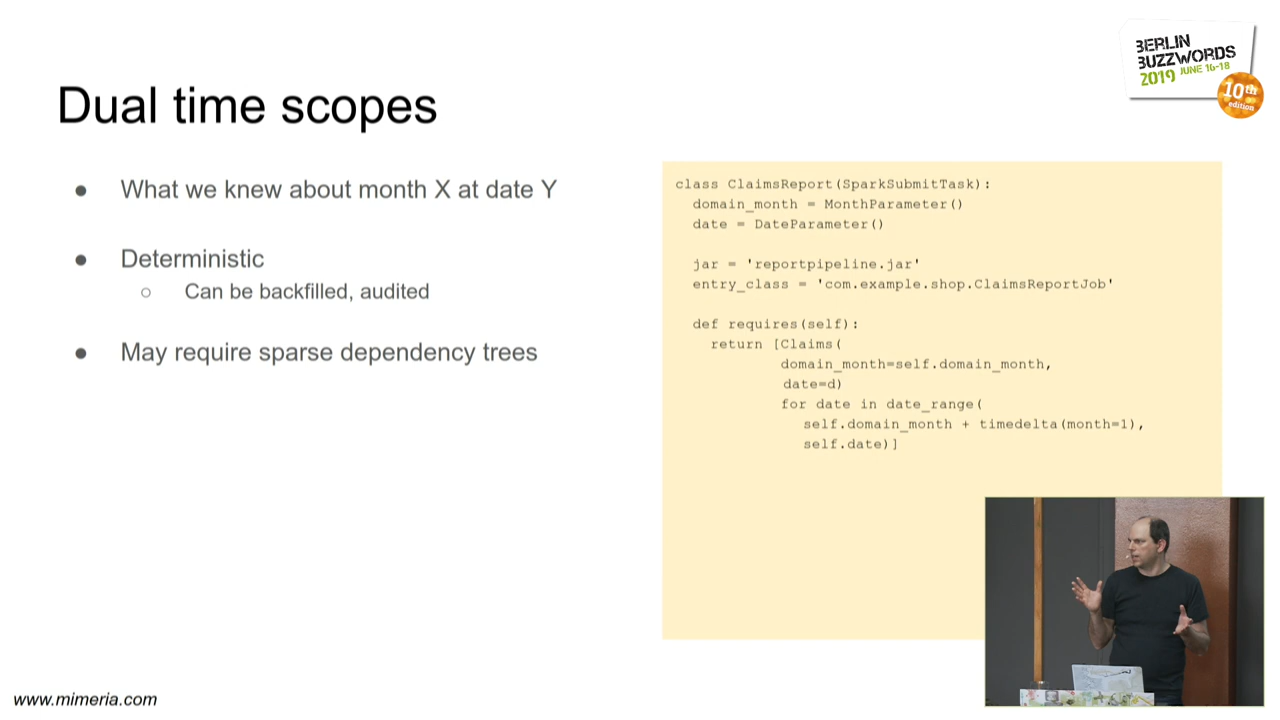 BERLIN
BUZZWORDS
2019 JUNE 16-18
10th
edition
Dual time scopes
● What we knew about month X at date Y
● Deterministic
○ Can be backfilled, audited
● May require sparse dependency trees
class ClaimsReport(SparkSubmitTask):
domain_month = MonthParameter()
date = DateParameter()
jar = 'reportpipeline.jar'
entry_class = 'com.example.shop.ClaimsReportJob'
def requires(self):
return [Claims(
domain_month=self.domain_month,
date=d)
for date in date_range(
self.domain_month + timedelta(month=1),
self.date)]
www.mimeria.com